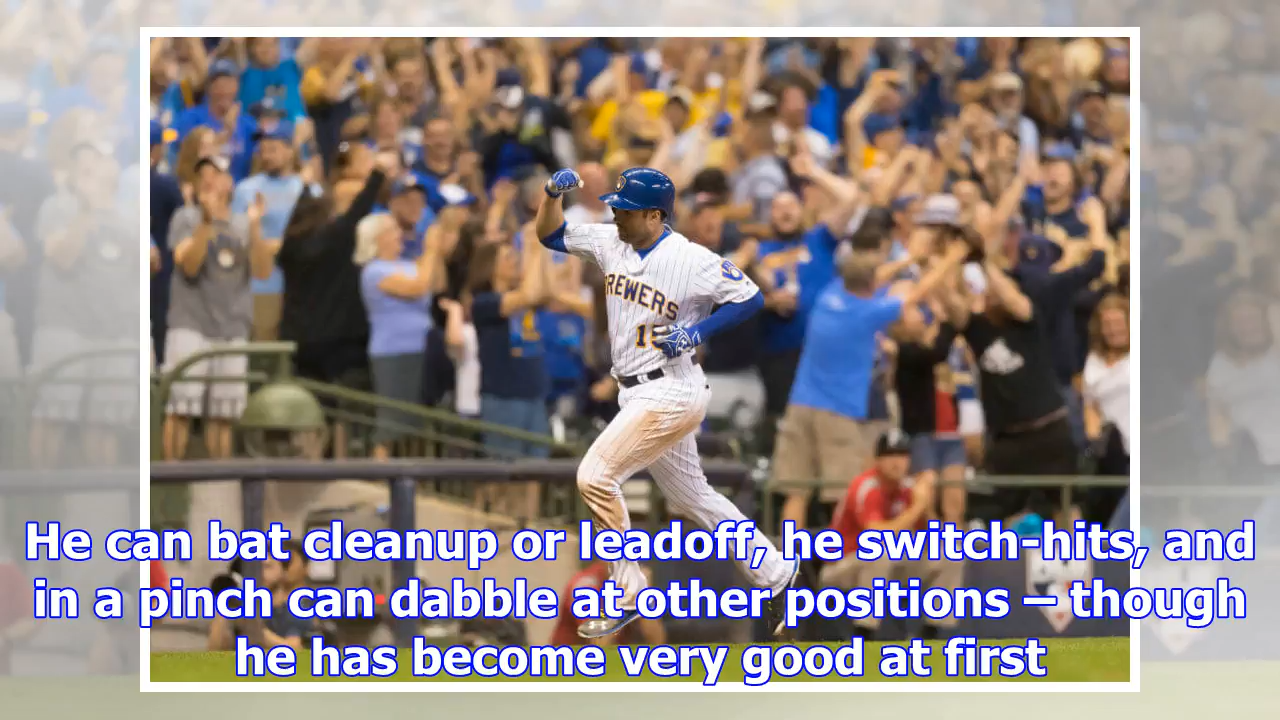 BREWERS
He can bat cleanup or leadoff, he switch-hits, and
in a pinch can dabble at other positions – though
he has become very good at first